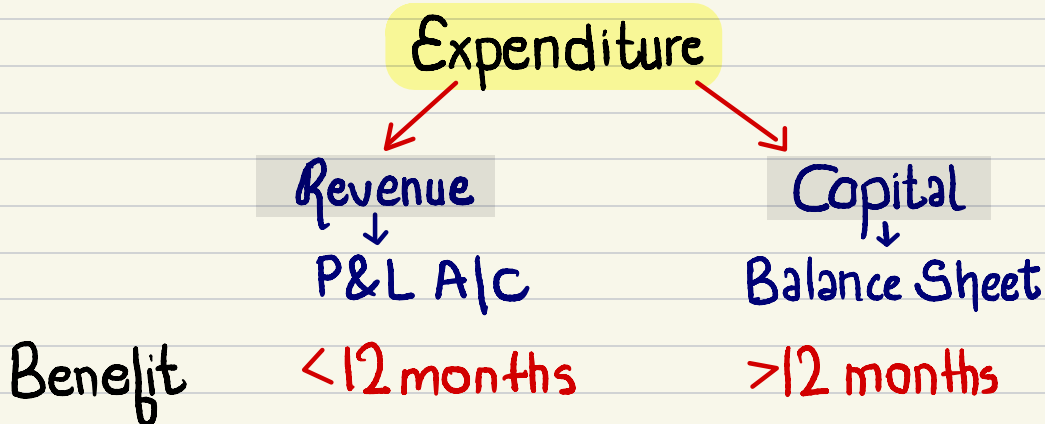 Expenditure
Revenue Capital
P&L A/C Balance Sheet
Benefit <12 months >12 months